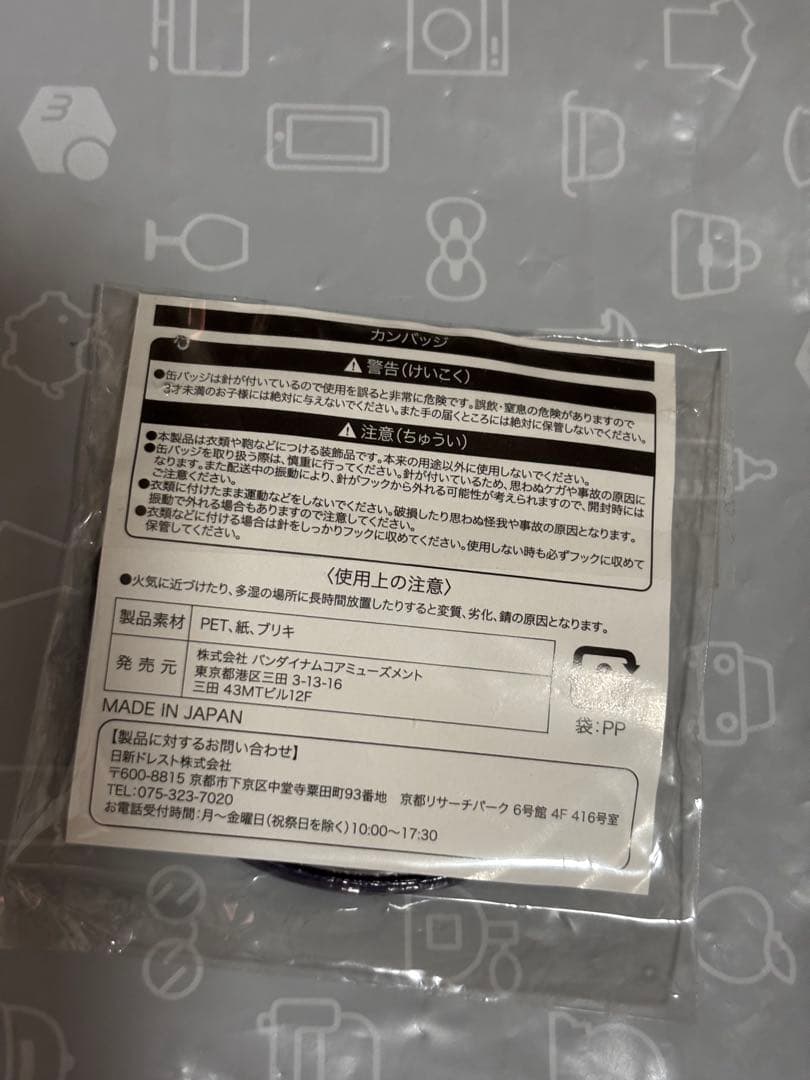 カンバッジ
警告(けいこく)
●缶バッジは針が付いているので使用を誤ると非常に危険です。誤飲・窒息の危険がありますので
3才未満のお子様には絶対に与えないでください。また手の届くところには絶対に保管しないでください。
注意(ちゅうい)
●本製品は衣類や鞄などにつける装飾品です。本来の用途以外に使用しないでください。
●缶バッジを取り扱う際は、慎重に行ってください。針が付いているため、思わぬケガや事故の原因に
なります。また配送中の振動により、針がフックから外れる可能性が考えられますので、開封時には
ご注意ください。
●衣類に付けたまま運動などをしないでください。破損したり思わぬ怪我や事故の原因となります。
振動で外れる場合もありますので注意してください。
●衣類などに付ける場合は針をしっかりフックに収めてください。使用しない時も必ずフックに収めて
保管してください。
〈使用上の注意〉
●火気に近づけたり、多湿の場所に長時間放置したりすると変質、劣化、錆の原因となります。
製品素材 PET、紙、ブリキ
発売元 株式会社 バンダイナムコアミューズメント
東京都港区三田 3-13-16
三田 43MTビル12F
MADE IN JAPAN
袋:PP
【製品に対するお問い合わせ】
日新ドレスト株式会社
〒600-8815 京都市下京区中堂寺粟田町93番地 京都リサーチパーク 6号館 4F 416号室
TEL:075-323-7020
お電話受付時間:月〜金曜日(祝祭日を除く)10:00〜17:30
3